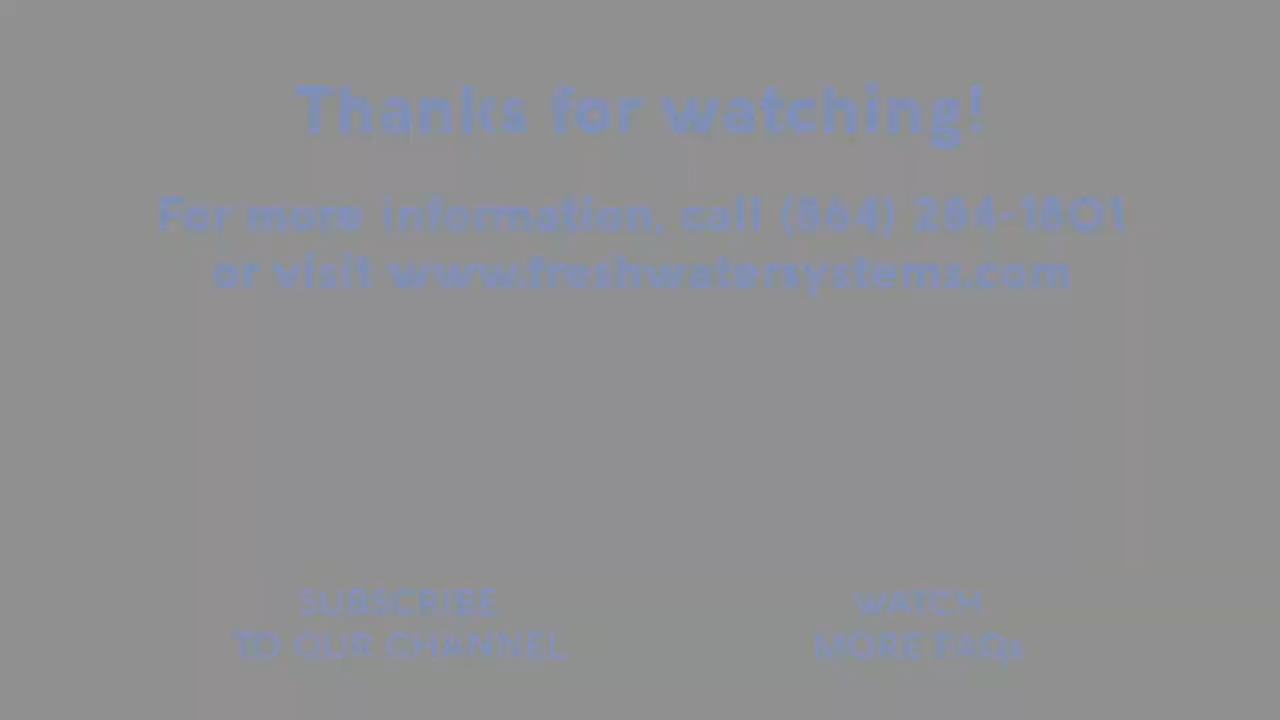 Thanks for watching!
For more information, call (864) 284-1801
or visit www.freshwatersystems.com
SUBSCRIBE
TO OUR CHANNEL
WATCH
MORE FAQs